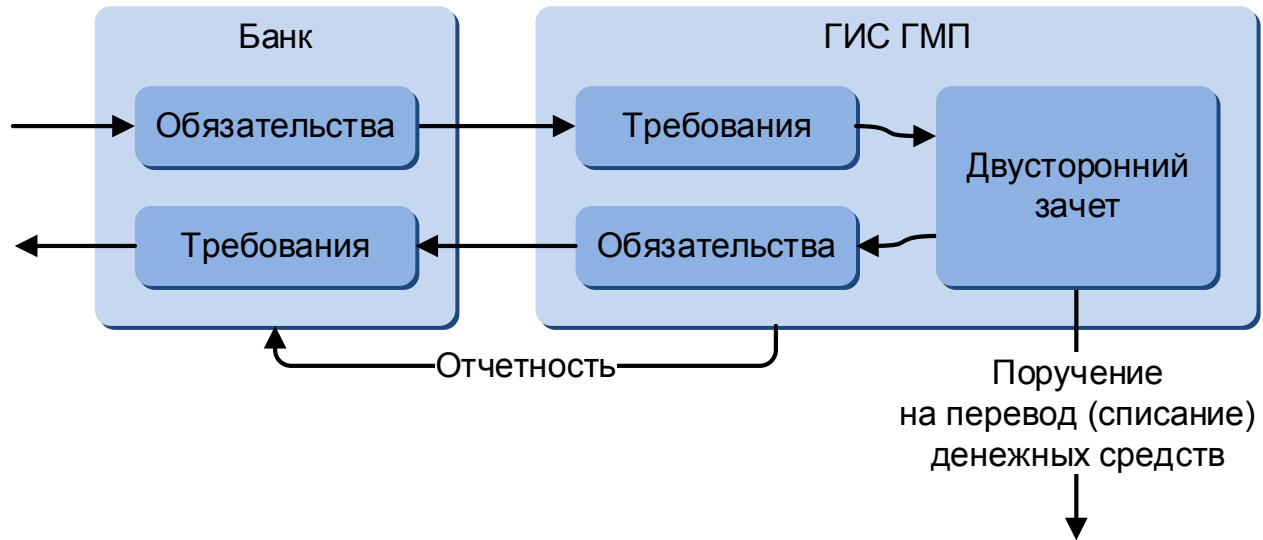 Банк
ГИС ГМП
Обязательства
Требования
Двусторонний
зачет
Требования
Обязательства
Отчетность
Поручение
на перевод (списание)
денежных средств